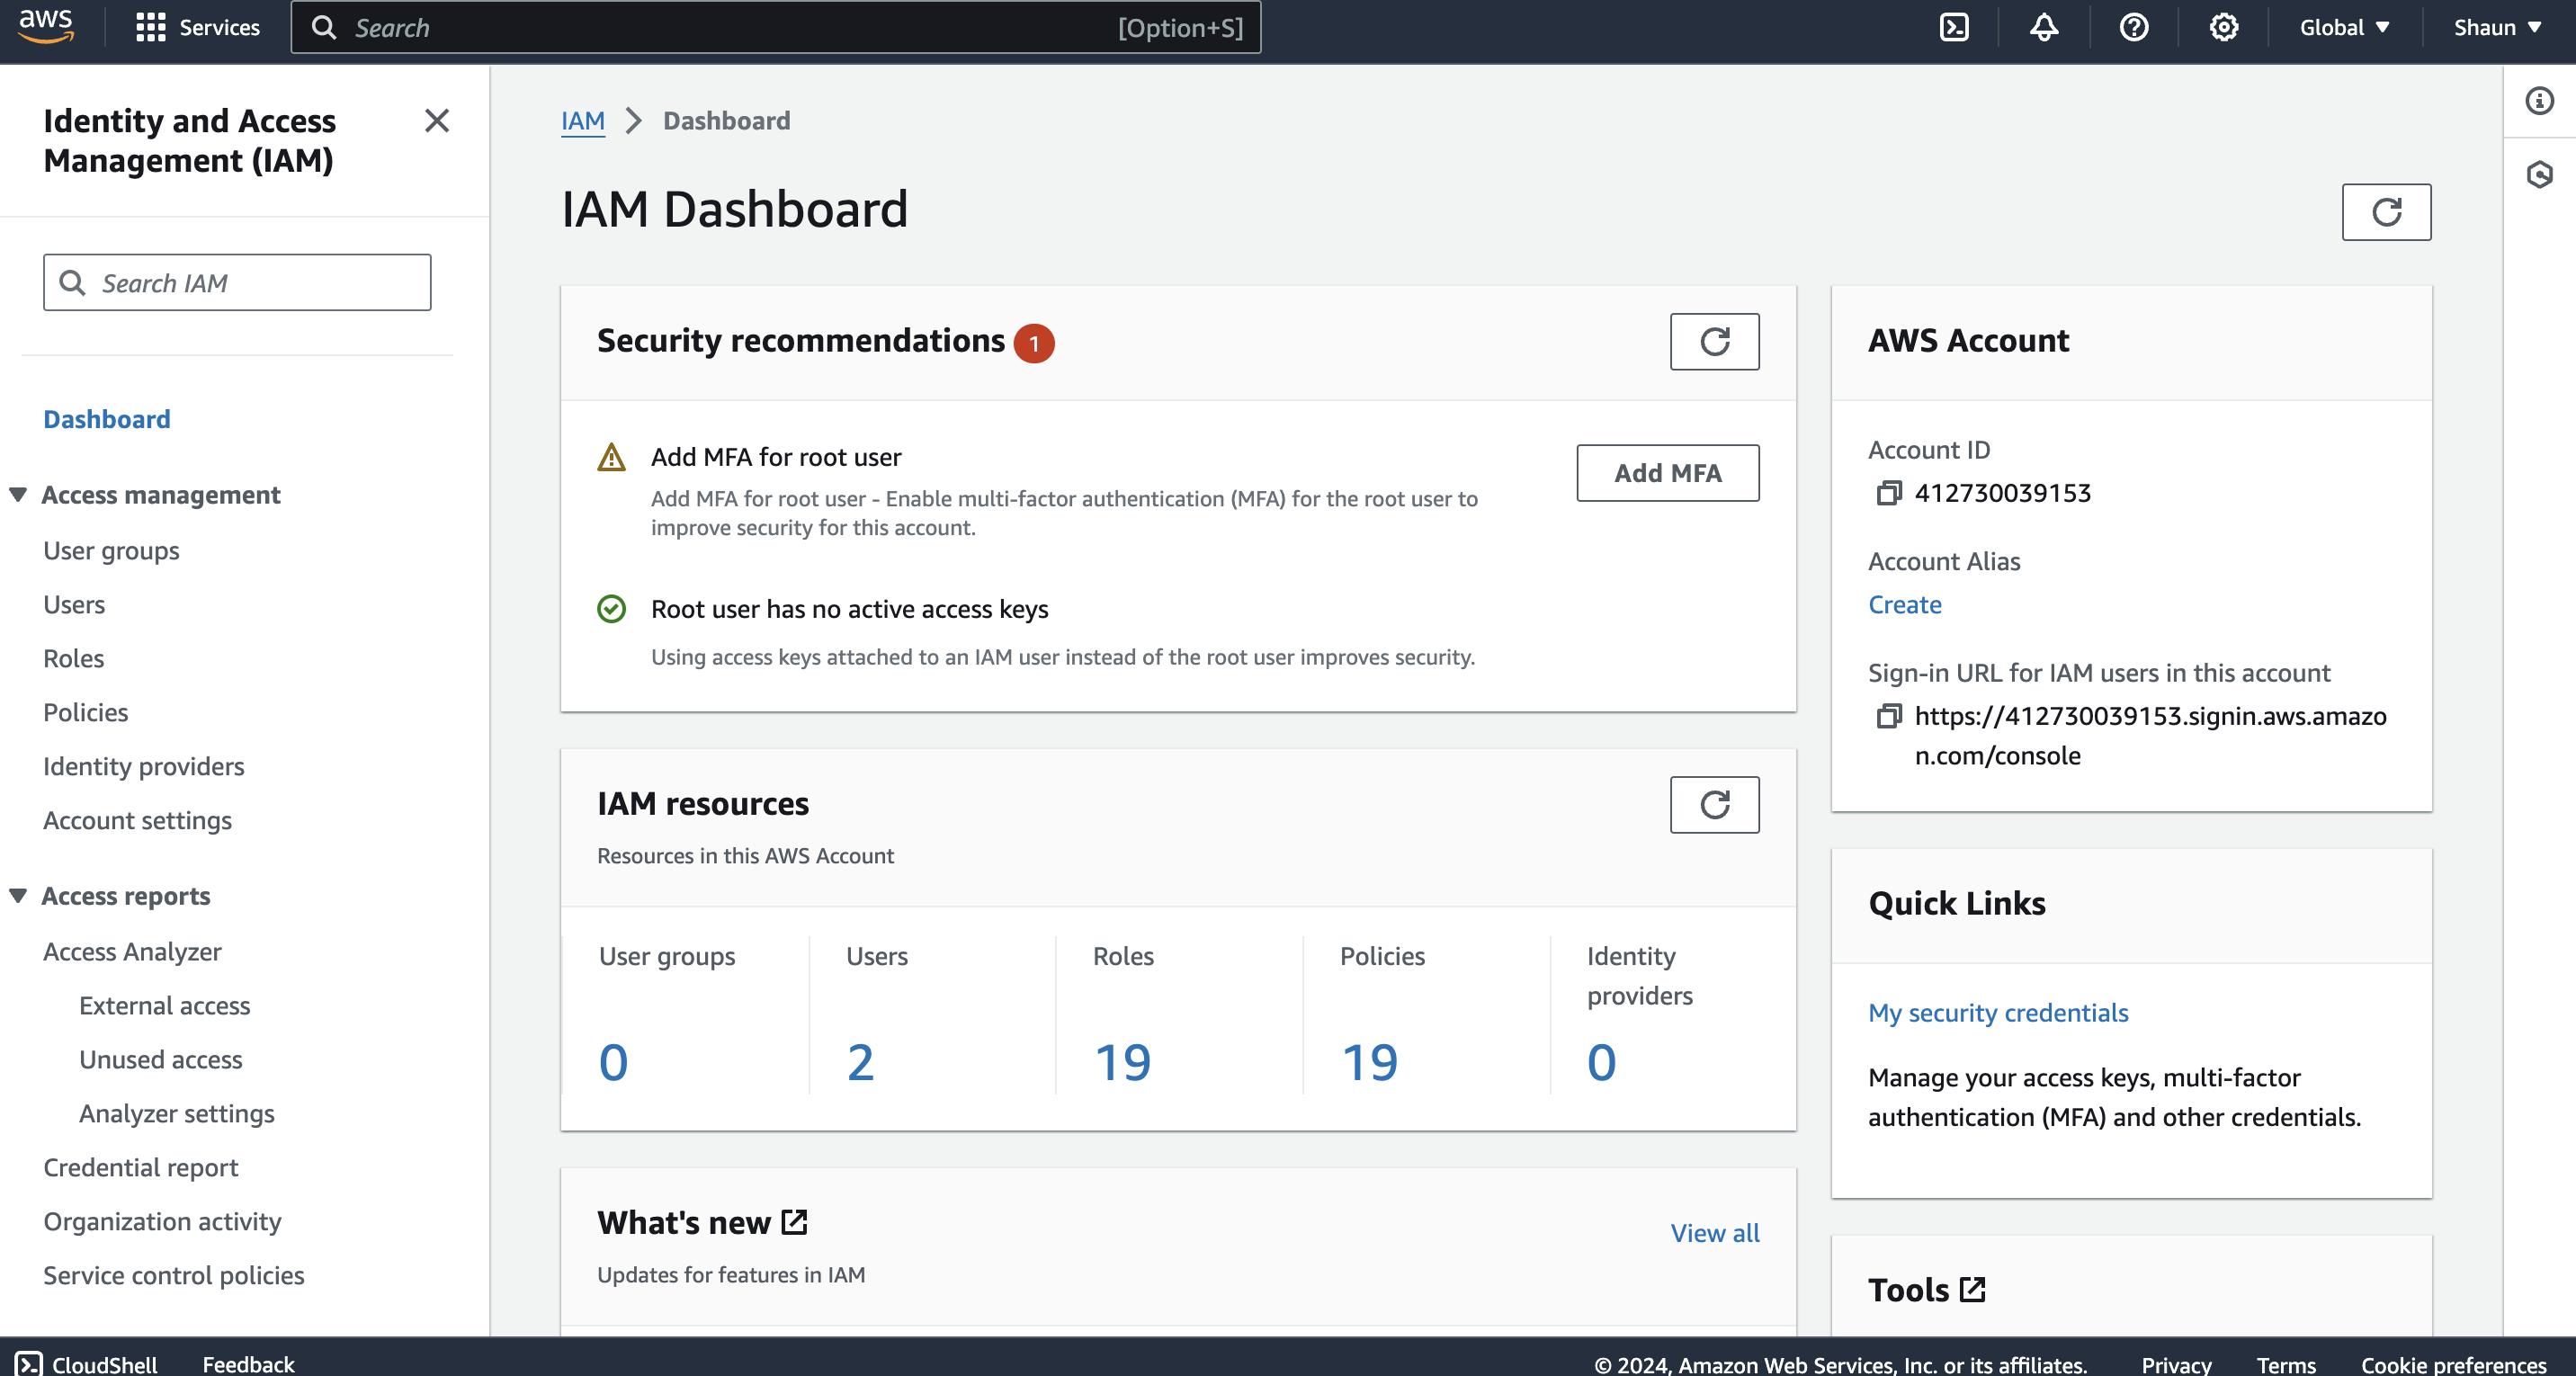 aws
Services
Search
[Option+S]
Global
Shaun
Identity and Access
Management (IAM)
Search IAM
Dashboard
Access management
User groups
Users
Roles
Policies
Identity providers
Account settings
Access reports
Access Analyzer
External access
Unused access
Analyzer settings
Credential report
Organization activity
Service control policies
IAM
Dashboard
IAM Dashboard
Security recommendations 1
Add MFA for root user
Add MFA for root user - Enable multi-factor authentication (MFA) for the root user to
improve security for this account.
Add MFA
Root user has no active access keys
Using access keys attached to an IAM user instead of the root user improves security.
IAM resources
Resources in this AWS Account
User groups
0
Users
2
Roles
19
Policies
19
Identity
providers
0
What's new
View all
Updates for features in IAM
AWS Account
Account ID
412730039153
Account Alias
Create
Sign-in URL for IAM users in this account
https://412730039153.signin.aws.amazo
n.com/console
Quick Links
My security credentials
Manage your access keys, multi-factor
authentication (MFA) and other credentials.
Tools
CloudShell
Feedback
© 2024, Amazon Web Services, Inc. or its affiliates.
Privacy
Terms
Cookie preferences